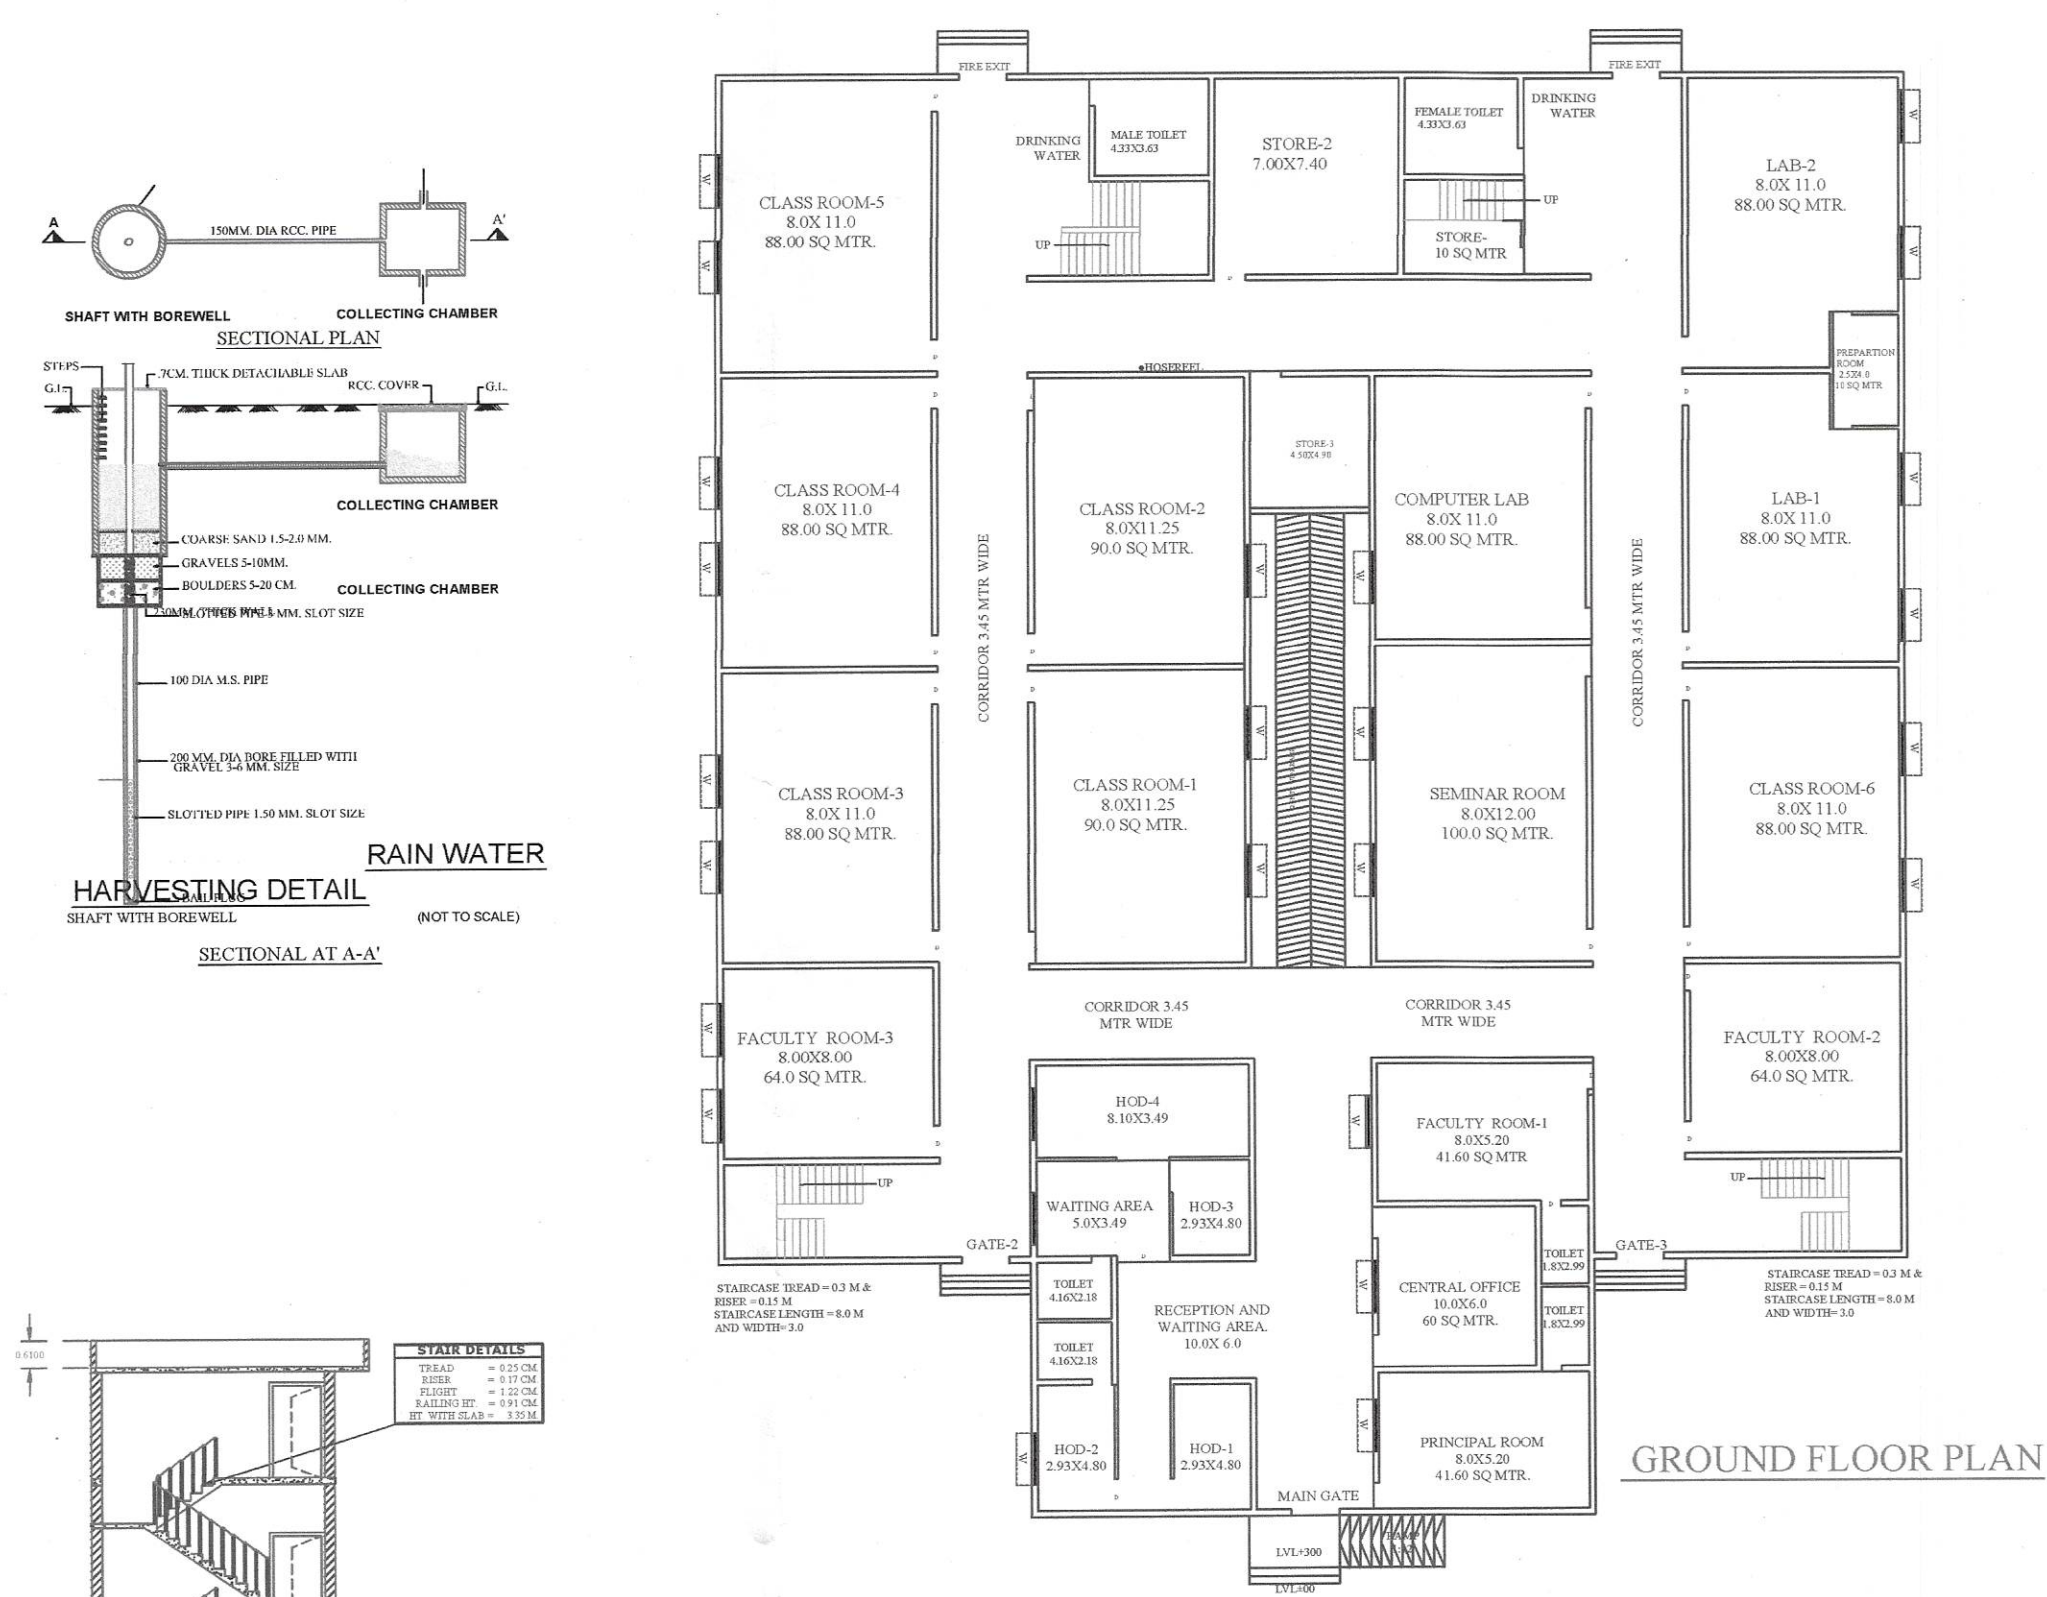 A
150MM. DIA RCC. PIPE
A'
SHAFT WITH BOREWELL
COLLECTING CHAMBER
SECTIONAL PLAN
STEPS
.7CM. THICK DETACHABLE SLAB
G.L.
RCC. COVER
G.L.
COLLECTING CHAMBER
COARSE SAND 1.5-2.0 MM.
GRAVELS 5-10MM.
BOULDERS 5-20 CM.
COLLECTING CHAMBER
230MM. THICK WALL
SLOTTED PIPE 3 MM. SLOT SIZE
100 DIA M.S. PIPE
200 MM. DIA BORE FILLED WITH
GRAVEL 3-6 MM. SIZE
SLOTTED PIPE 1.50 MM. SLOT SIZE
RAIN WATER
HARVESTING DETAIL
BAIL PLUG
SHAFT WITH BOREWELL
(NOT TO SCALE)
SECTIONAL AT A-A'
0.6100
STAIR DETAILS
TREAD = 0.25 CM.
RISER = 0.17 CM.
FLIGHT = 1.22 CM.
RAILING HT. = 0.91 CM.
HT WITH SLAB = 3.35 M.
FIRE EXIT
FIRE EXIT
DRINKING
WATER
MALE TOILET
4.33X3.63
STORE-2
7.00X7.40
FEMALE TOILET
4.33X3.63
DRINKING
WATER
LAB-2
8.0X 11.0
88.00 SQ MTR.
W
W
CLASS ROOM-5
8.0X 11.0
88.00 SQ MTR.
W
W
UP
UP
STORE-
10 SQ MTR
PREPARTION
ROOM
2.5X4.0
10 SQ MTR
HOSEREEL
STORE-3
4.50X4.90
CLASS ROOM-4
8.0X 11.0
88.00 SQ MTR.
W
W
CLASS ROOM-2
8.0X11.25
90.0 SQ MTR.
W
COMPUTER LAB
8.0X 11.0
88.00 SQ MTR.
W
LAB-1
8.0X 11.0
88.00 SQ MTR.
W
W
CORRIDOR 3.45 MTR WIDE
CORRIDOR 3.45 MTR WIDE
CLASS ROOM-3
8.0X 11.0
88.00 SQ MTR.
W
W
CLASS ROOM-1
8.0X11.25
90.0 SQ MTR.
W
W
SEMINAR ROOM
8.0X12.00
100.0 SQ MTR.
W
W
CLASS ROOM-6
8.0X 11.0
88.00 SQ MTR.
W
W
CORRIDOR 3.45
MTR WIDE
CORRIDOR 3.45
MTR WIDE
FACULTY ROOM-3
8.00X8.00
64.0 SQ MTR.
W
W
FACULTY ROOM-2
8.00X8.00
64.0 SQ MTR.
HOD-4
8.10X3.49
W
FACULTY ROOM-1
8.0X5.20
41.60 SQ MTR
UP
UP
WAITING AREA
5.0X3.49
HOD-3
2.93X4.80
GATE-2
GATE-3
TOILET
1.8X2.99
STAIRCASE TREAD = 0.3 M &
RISER = 0.15 M
STAIRCASE LENGTH = 8.0 M
AND WIDTH= 3.0
TOILET
4.16X2.18
RECEPTION AND
WAITING AREA.
10.0X 6.0
W
CENTRAL OFFICE
10.0X6.0
60 SQ MTR.
TOILET
1.8X2.99
STAIRCASE TREAD = 0.3 M &
RISER = 0.15 M
STAIRCASE LENGTH = 8.0 M
AND WIDTH= 3.0
TOILET
4.16X2.18
W
HOD-2
2.93X4.80
W
HOD-1
2.93X4.80
PRINCIPAL ROOM
8.0X5.20
41.60 SQ MTR.
GROUND FLOOR PLAN
MAIN GATE
RAMP
LVL+300
LVL±00